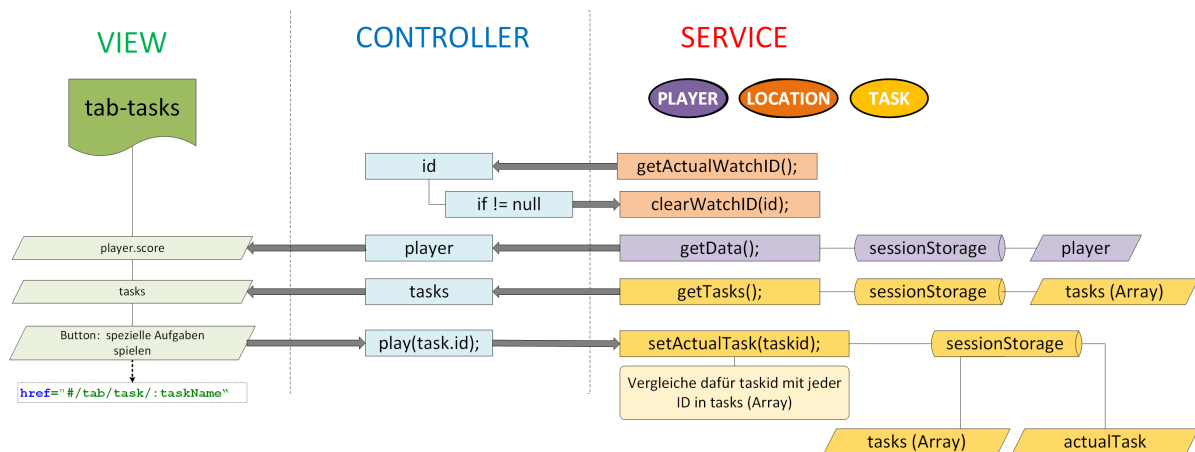 VIEW
CONTROLLER
SERVICE
tab-tasks
PLAYER
LOCATION
TASK
id
getActualWatchID();
if != null
clearWatchID(id);
player.score
player
getData();
sessionStorage
player
tasks
tasks
getTasks();
sessionStorage
tasks (Array)
Button: spezielle Aufgaben
spielen
play(task.id);
setActualTask(taskid);
sessionStorage
href="#/tab/task/:taskName"
Vergleiche dafür taskid mit jeder
ID in tasks (Array)
tasks (Array)
actualTask